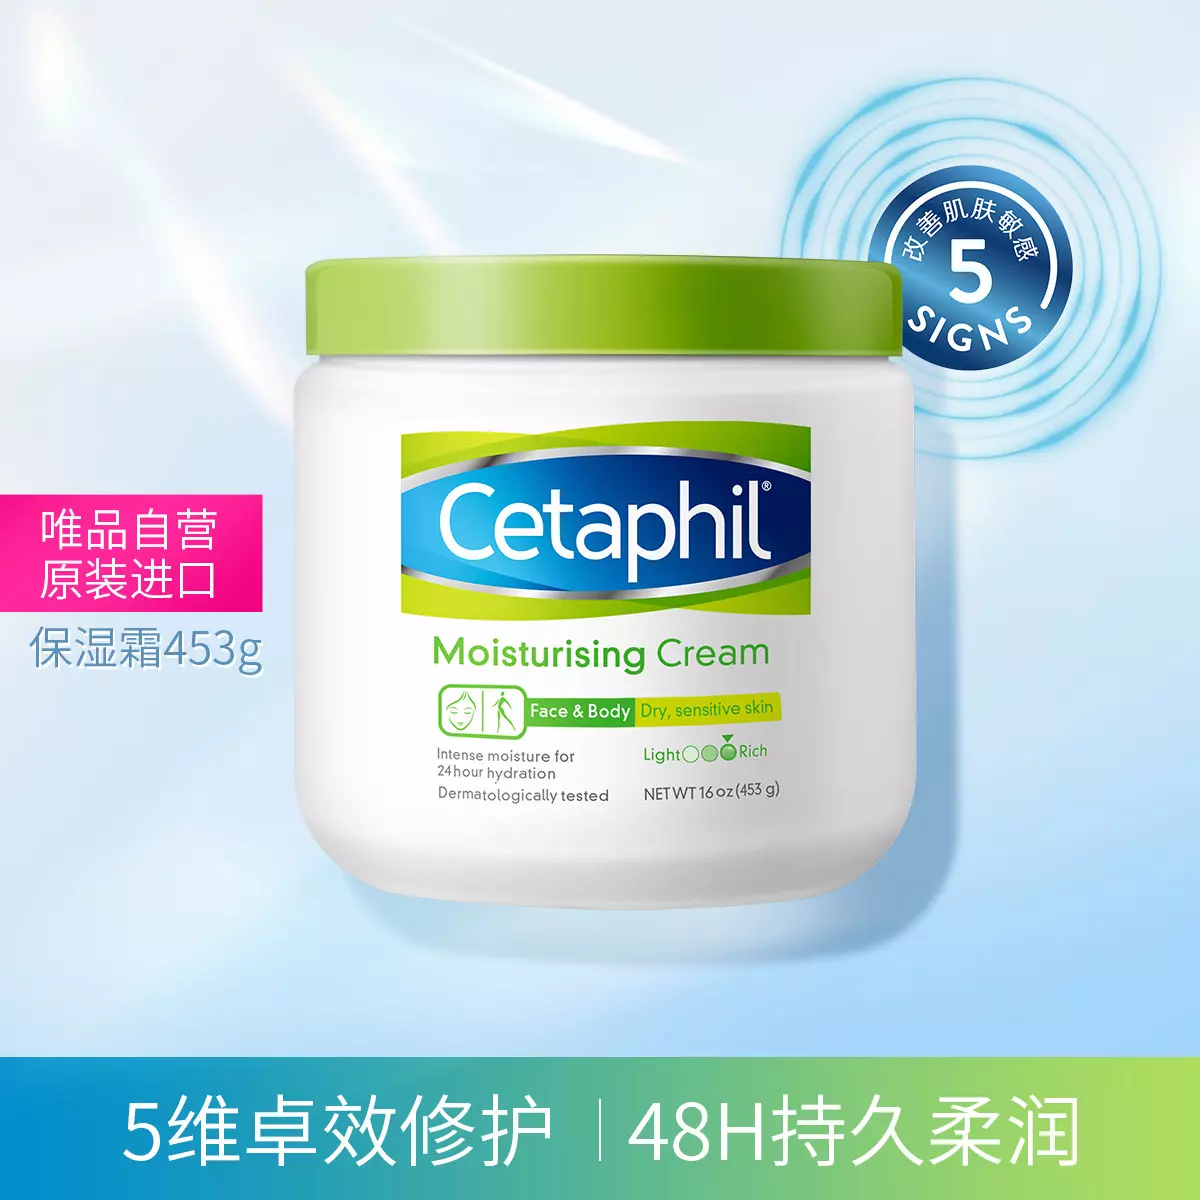 改善肌肤敏感
5
SIGNS
Cetaphil®
Moisturising Cream
Face & Body Dry, sensitive skin
Intense moisture for
24hour hydration
Dermatologically tested
Light Rich
NET WT 16 oz (453 g)
唯品自营
原装进口
保湿霜453g
5维卓效修护 | 48H持久柔润